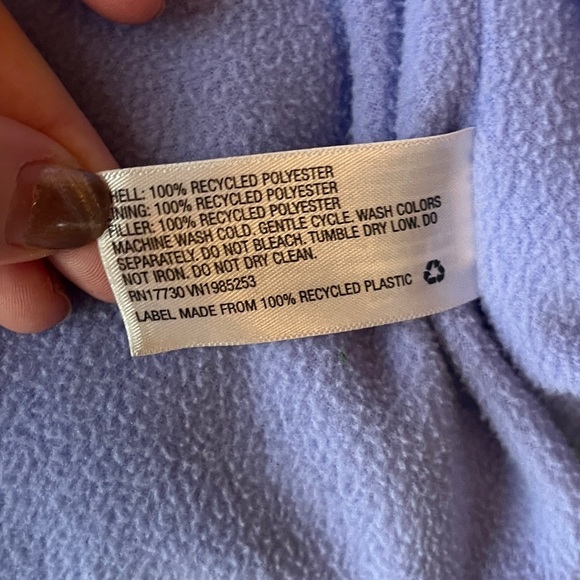 HELL: 100% RECYCLED POLYESTER
INING: 100% RECYCLED POLYESTER
FILLER: 100% RECYCLED POLYESTER
MACHINE WASH COLD. GENTLE CYCLE. WASH COLORS
SEPARATELY. DO NOT BLEACH. TUMBLE DRY LOW. DO
NOT IRON. DO NOT DRY CLEAN.
RN17730 VN1985253
LABEL MADE FROM 100% RECYCLED PLASTIC